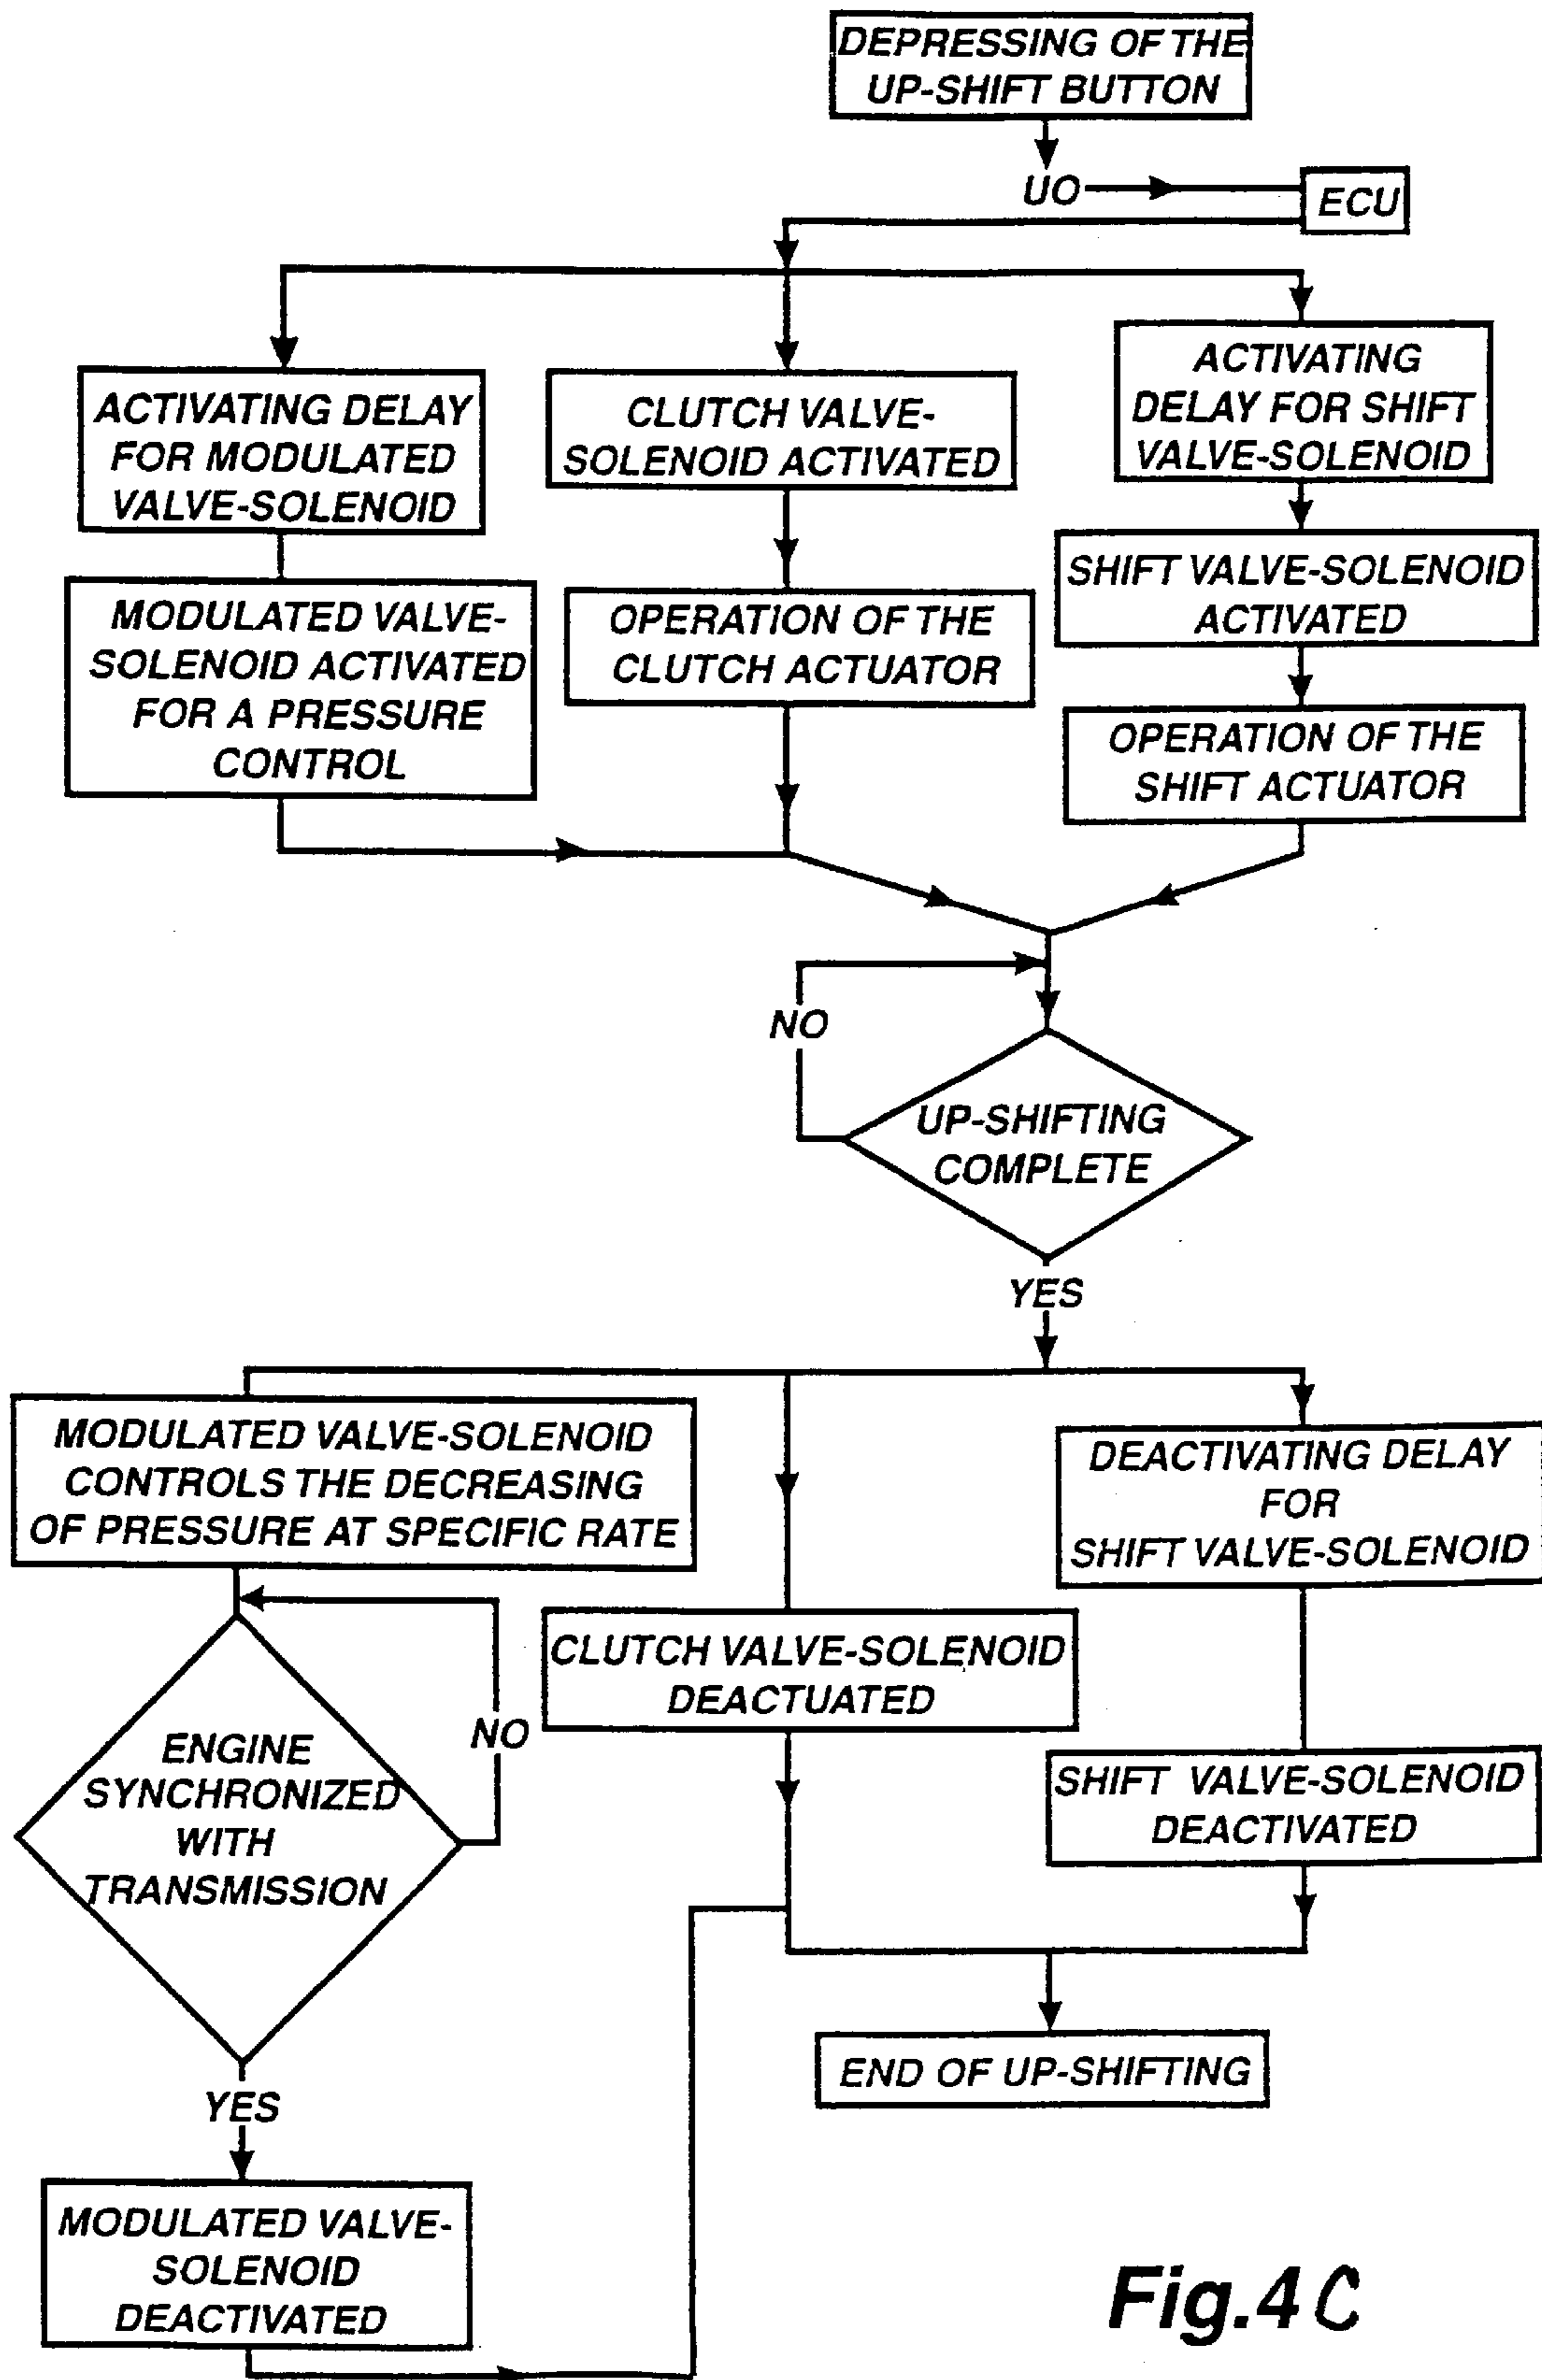 DEPRESSING OF THE
UP-SHIFT BUTTON
UO
ECU
ACTIVATING DELAY
FOR MODULATED
VALVE-SOLENOID
CLUTCH VALVE-
SOLENOID ACTIVATED
ACTIVATING
DELAY FOR SHIFT
VALVE-SOLENOID
MODULATED VALVE-
SOLENOID ACTIVATED
FOR A PRESSURE
CONTROL
OPERATION OF THE
CLUTCH ACTUATOR
SHIFT VALVE-SOLENOID
ACTIVATED
OPERATION OF THE
SHIFT ACTUATOR
NO
UP-SHIFTING
COMPLETE
YES
MODULATED VALVE-SOLENOID
CONTROLS THE DECREASING
OF PRESSURE AT SPECIFIC RATE
DEACTIVATING DELAY
FOR
SHIFT VALVE-SOLENOID
CLUTCH VALVE-SOLENOID
DEACTUATED
NO
ENGINE
SYNCHRONIZED
WITH
TRANSMISSION
SHIFT VALVE-SOLENOID
DEACTIVATED
END OF UP-SHIFTING
YES
MODULATED VALVE-
SOLENOID
DEACTIVATED
Fig.4C